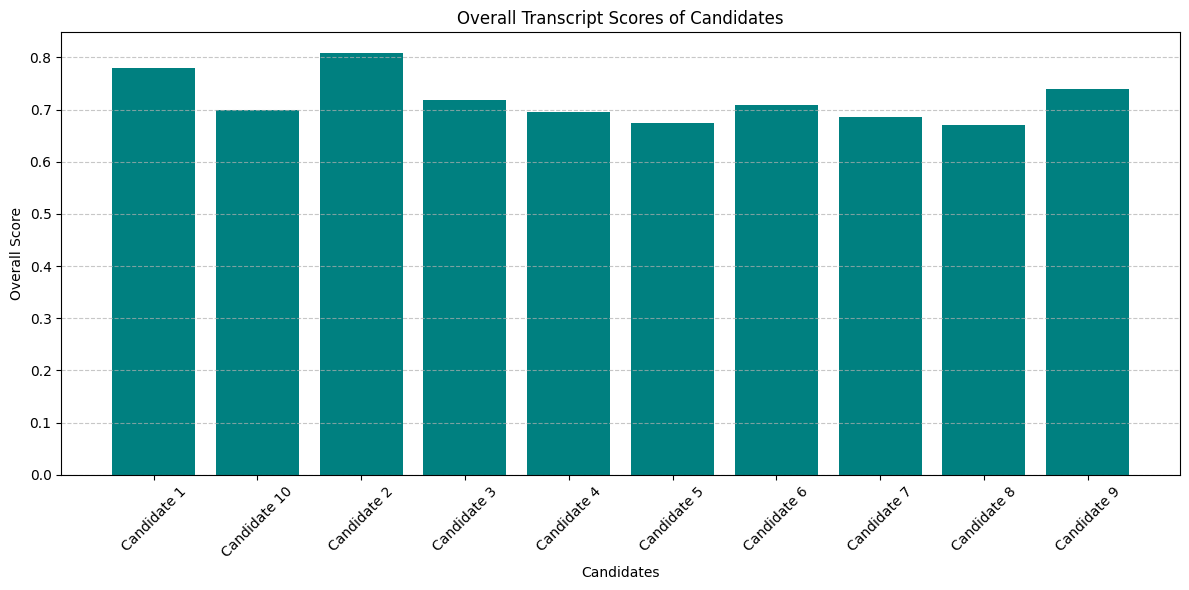 Overall Transcript Scores of Candidates
Overall Score
0.8
0.7
0.6
0.5
0.4
0.3
0.2
0.1
0.0
Candidate 1
Candidate 10
Candidate 2
Candidate 3
Candidate 4
Candidate 5
Candidate 6
Candidate 7
Candidate 8
Candidate 9
Candidates